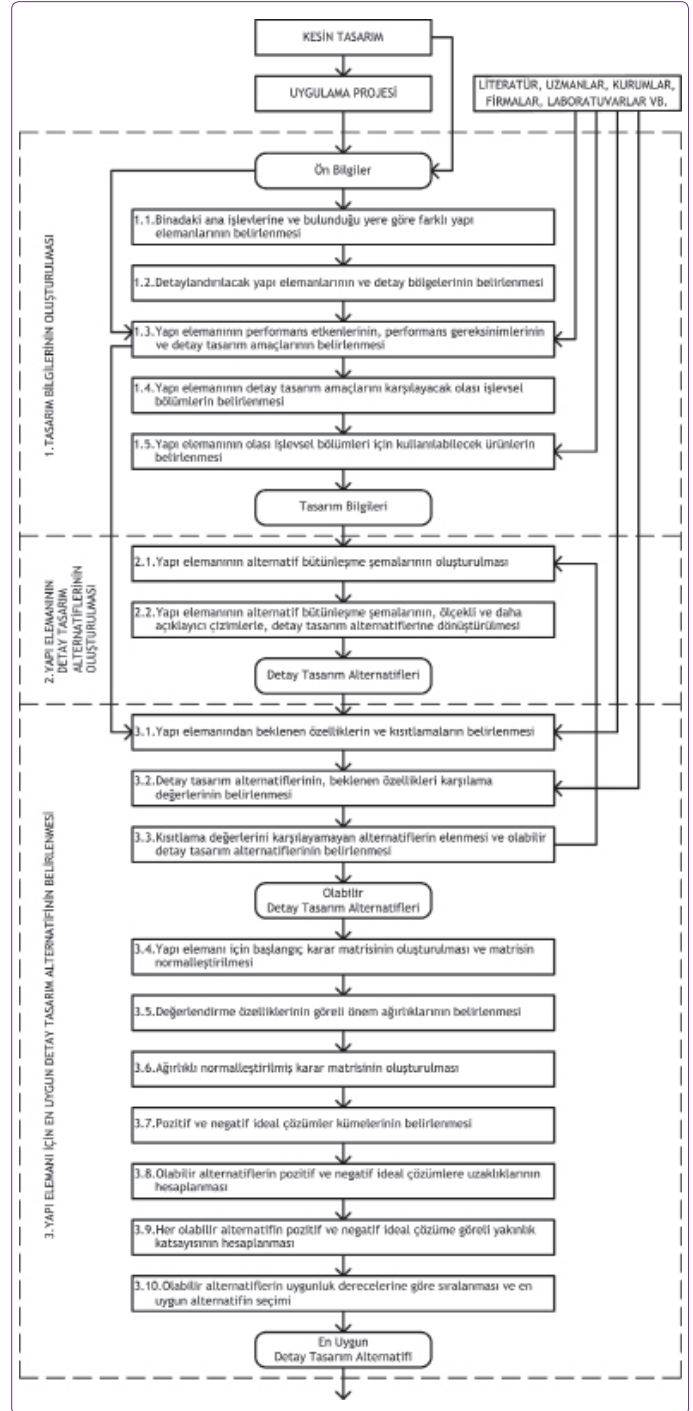 KESİN TASARIM
UYGULAMA PROJESİ
LİTERATÜR, UZMANLAR, KURUMLAR,
FİRMALAR, LABORATUVARLAR VB.
1.TASARIM BİLGİLERİNİN OLUŞTURULMASI
Ön Bilgiler
1.1.Binadaki ana işlevlerine ve bulunduğu yere göre farklı yapı
elemanlarının belirlenmesi
1.2.Detaylandırılacak yapı elemanlarının ve detay bölgelerinin belirlenmesi
1.3.Yapı elemanının performans etkenlerinin, performans gereksinimlerinin
ve detay tasarım amaçlarının belirlenmesi
1.4.Yapı elemanının detay tasarım amaçlarını karşılayacak olası işlevsel
bölümlerin belirlenmesi
1.5.Yapı elemanının olası işlevsel bölümleri için kullanılabilecek ürünlerin
belirlenmesi
Tasarım Bilgileri
2.YAPI ELEMANININ
DETAY TASARIM
ALTERNATİFLERİNİN
OLUŞTURULMASI
2.1.Yapı elemanının alternatif bütünleşme şemalarının oluşturulması
2.2.Yapı elemanının alternatif bütünleşme şemalarının, ölçekli ve daha
açıklayıcı çizimlerle, detay tasarım alternatiflerine dönüştürülmesi
Detay Tasarım Alternatifleri
3.YAPI ELEMANI İÇİN EN UYGUN DETAY TASARIM ALTERNATİFİNİN BELİRLENMESİ
3.1.Yapı elemanından beklenen özelliklerin ve kısıtlamaların belirlenmesi
3.2.Detay tasarım alternatiflerinin, beklenen özellikleri karşılama
değerlerinin belirlenmesi
3.3.Kısıtlama değerlerini karşılayamayan alternatiflerin elenmesi ve olabilir
detay tasarım alternatiflerinin belirlenmesi
Olabilir
Detay Tasarım Alternatifleri
3.4.Yapı elemanı için başlangıç karar matrisinin oluşturulması ve matrisin
normalleştirilmesi
3.5.Değerlendirme özelliklerinin göreli önem ağırlıklarının belirlenmesi
3.6.Ağırlıklı normalleştirilmiş karar matrisinin oluşturulması
3.7.Pozitif ve negatif ideal çözümler kümelerinin belirlenmesi
3.8.Olabilir alternatiflerin pozitif ve negatif ideal çözümlere uzaklıklarının
hesaplanması
3.9.Her olabilir alternatifin pozitif ve negatif ideal çözüme göreli yakınlık
katsayısının hesaplanması
3.10.Olabilir alternatiflerin uygunluk derecelerine göre sıralanması ve en
uygun alternatifin seçimi
En Uygun
Detay Tasarım Alternatifi